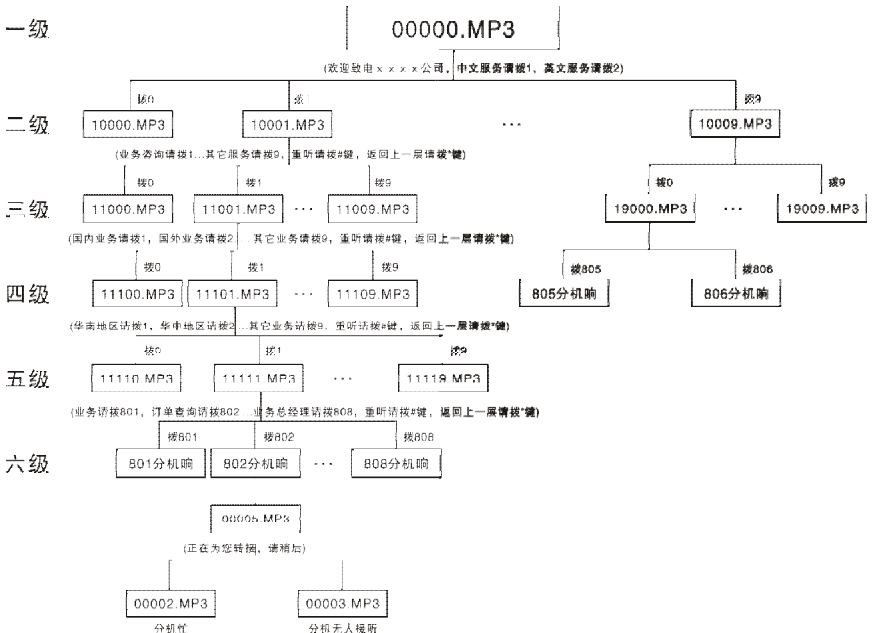 一级
00000.MP3
(欢迎致电xxxx公司，中文服务请拨1，英文服务请拨2)
拨0
拨1
拨9
二级
10000.MP3
10001.MP3
...
10009.MP3
(业务咨询请拨1...其它服务请拨9，重听请拨#键，返回上一层请拨*键)
拨0
拨1
拨9
拨0
拨9
三级
11000.MP3
11001.MP3
...
11009.MP3
19000.MP3
...
19009.MP3
(国内业务请拨1，国外业务请拨2...其它业务请拨9，重听请拨#键，返回上一层请拨*键)
拨0
拨1
拨9
拨805
拨806
四级
11100.MP3
11101.MP3
...
11109.MP3
805分机响
806分机响
(华南地区请拨1，华中地区请拨2...其它业务请拨9，重听请拨#键，返回上一层请拨*键)
拨0
拨1
拨9
五级
11110.MP3
11111.MP3
...
11119.MP3
(业务请拨801，订单查询请拨802...业务总经理请拨808，重听请拨#键，返回上一层请拨*键)
拨801
拨802
拨808
六级
801分机响
802分机响
...
808分机响
00005.MP3
(正在为您转接，请稍后)
00002.MP3
00003.MP3
分机忙
分机无人接听